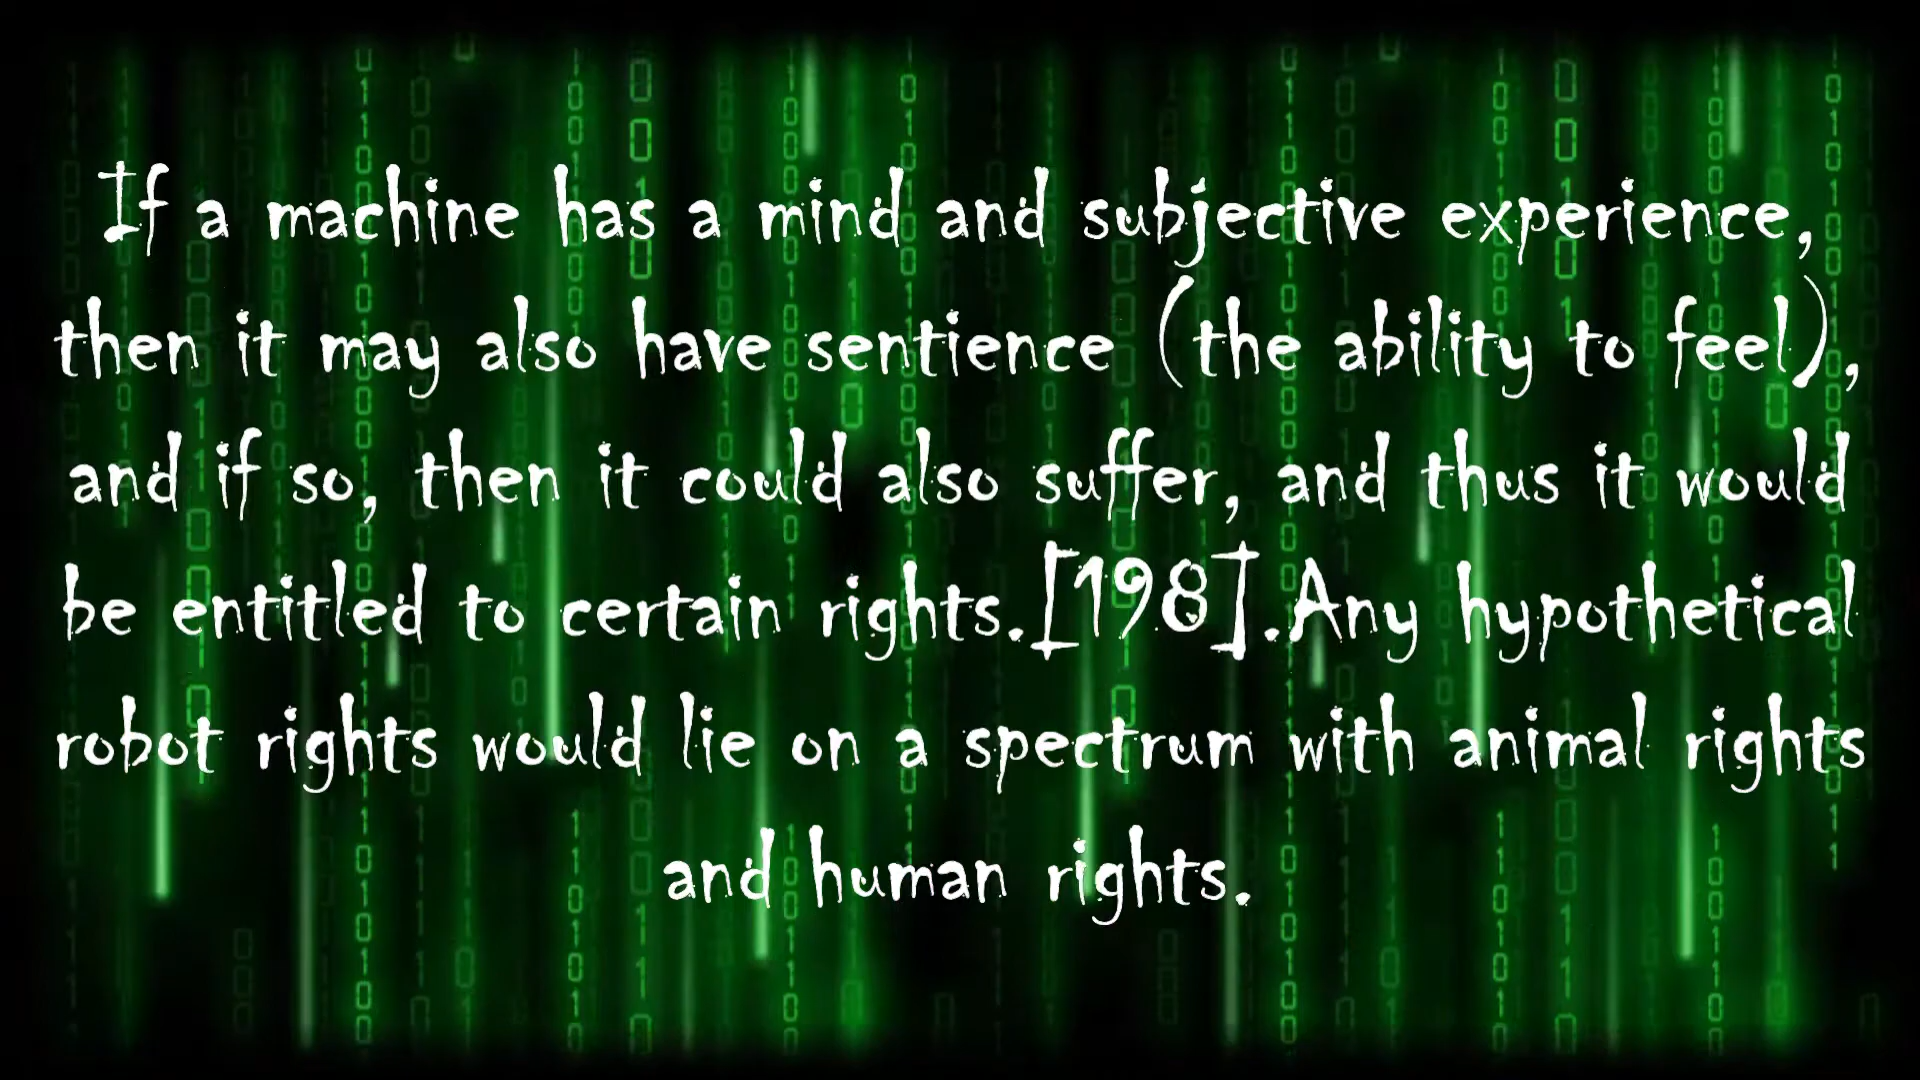 If a machine has a mind and subjective experience,
then it may also have sentience (the ability to feel),
and if so, then it could also suffer, and thus it would
be entitled to certain rights.[198].Any hypothetical
robot rights would lie on a spectrum with animal rights
and human rights.